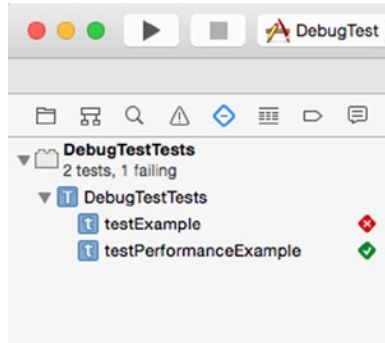 DebugTest
DebugTestTests
2 tests, 1 failing
T DebugTestTests
t testExample
t testPerformanceExample